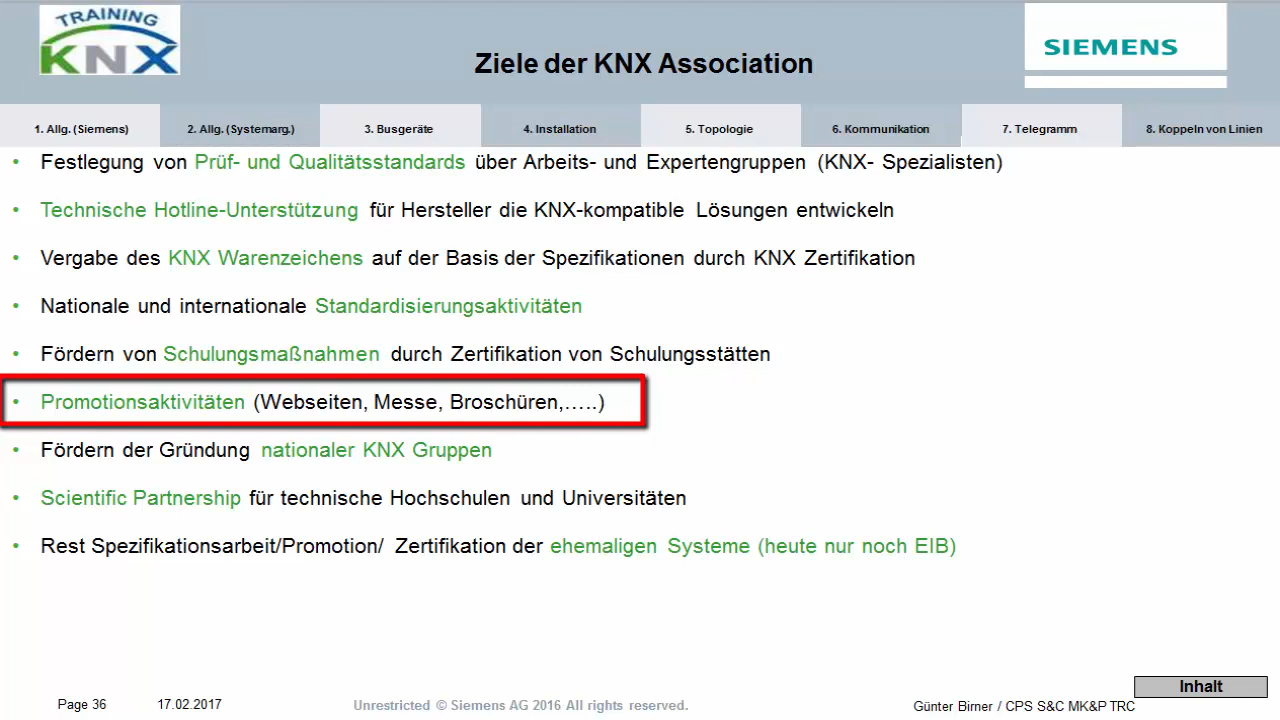 TRAINING
KNX
Ziele der KNX Association
SIEMENS
1. Allg. (Siemens) 2. Allg. (Systemarg.) 3. Busgeräte 4. Installation 5. Topologie 6. Kommunikation 7. Telegramm 8. Koppeln von Linien
• Festlegung von Prüf- und Qualitätsstandards über Arbeits- und Expertengruppen (KNX- Spezialisten)
• Technische Hotline-Unterstützung für Hersteller die KNX-kompatible Lösungen entwickeln
• Vergabe des KNX Warenzeichens auf der Basis der Spezifikationen durch KNX Zertifikation
• Nationale und internationale Standardisierungsaktivitäten
• Fördern von Schulungsmaßnahmen durch Zertifikation von Schulungsstätten
• Promotionsaktivitäten (Webseiten, Messe, Broschüren,.....)
• Fördern der Gründung nationaler KNX Gruppen
• Scientific Partnership für technische Hochschulen und Universitäten
• Rest Spezifikationsarbeit/Promotion/ Zertifikation der ehemaligen Systeme (heute nur noch EIB)
Inhalt
Page 36 17.02.2017 Unrestricted © Siemens AG 2016 All rights reserved. Günter Birner / CPS S&C MK&P TRC